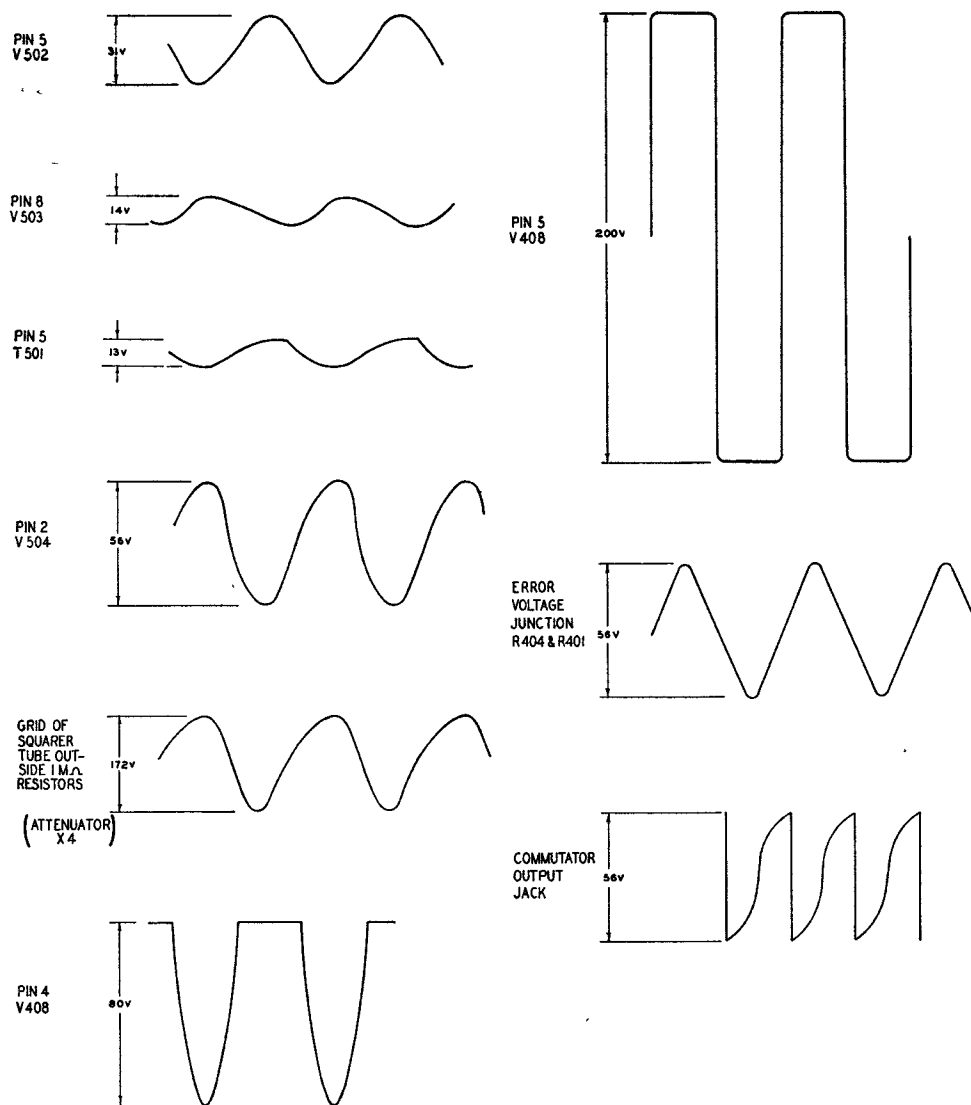 PIN 5
V 502
31V
PIN 8
V 503
14V
PIN 5
T 501
13V
PIN 2
V 504
56V
GRID OF
SQUARER
TUBE OUT-
SIDE 1 MΩ
RESISTORS
(ATTENUATOR
X 4)
172V
PIN 4
V 408
80V
PIN 5
V 408
200V
ERROR
VOLTAGE
JUNCTION
R 404 & R401
56V
COMMUTATOR
OUTPUT
JACK
56V